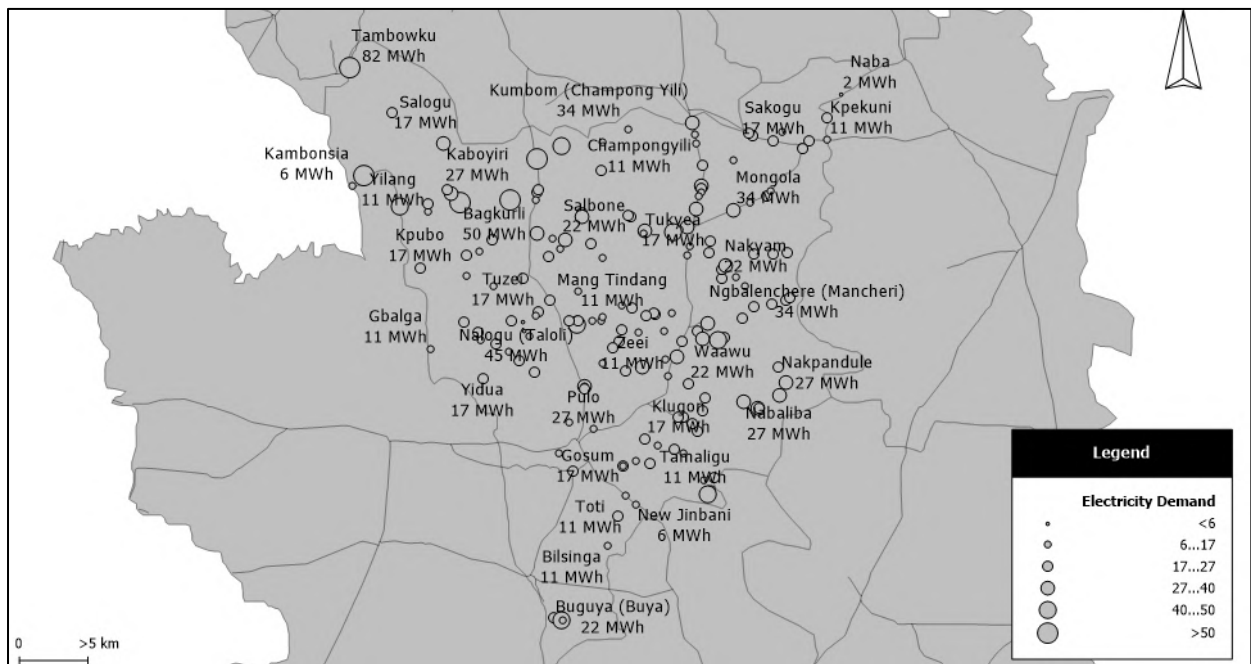 Tambowku
82 MWh
Naba
2 MWh
Kumbom (Champong Yili)
34 MWh
Salogu
17 MWh
Sakogu
17 MWh
Kpekuni
11 MWh
Champongyili
11 MWh
Kambonsia
6 MWh
Kaboyiri
27 MWh
Yilang
11 MWh
Mongola
34 MWh
Bagkurli
50 MWh
Salbone
22 MWh
Tukyea
17 MWh
Kpubo
17 MWh
Nakyam
22 MWh
Tuzei
17 MWh
Mang Tindang
11 MWh
Ngbalenchere (Mancheri)
34 MWh
Gbalga
11 MWh
Nalogu (Taloli)
45 MWh
Zeei
11 MWh
Waawu
22 MWh
Nakpandule
27 MWh
Yidua
17 MWh
Pulo
27 MWh
Klugon
17 MWh
Nabaliba
27 MWh
Gosum
17 MWh
Tamaligu
11 MWh
Toti
11 MWh
New Jinbani
6 MWh
Bilsinga
11 MWh
Buguya (Buya)
22 MWh
0 >5 km
Legend
Electricity Demand
<6
6...17
17...27
27...40
40...50
>50